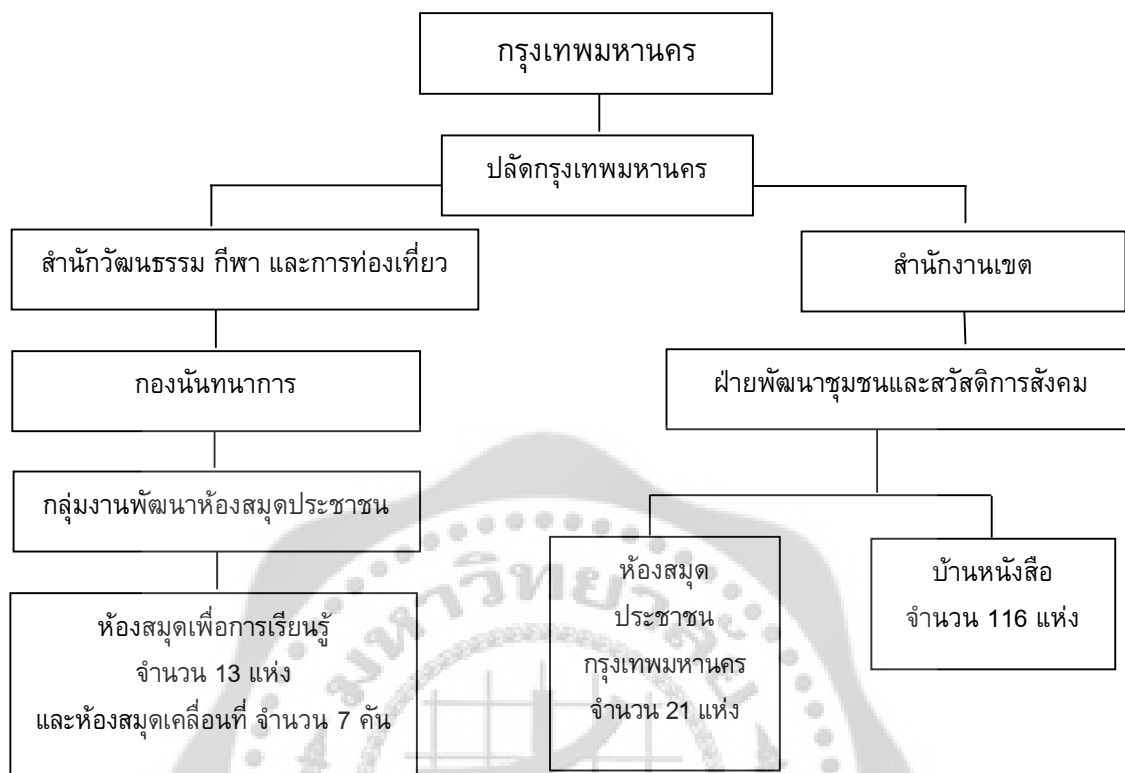 กรุงเทพมหานคร
ปลัดกรุงเทพมหานคร
สำนักวัฒนธรรม กีฬา และการท่องเที่ยว
สำนักงานเขต
กองนันทนาการ
ฝ่ายพัฒนาชุมชนและสวัสดิการสังคม
กลุ่มงานพัฒนาห้องสมุดประชาชน
ห้องสมุดเพื่อการเรียนรู้
จำนวน 13 แห่ง
และห้องสมุดเคลื่อนที่ จำนวน 7 คัน
ห้องสมุด
ประชาชน
กรุงเทพมหานคร
จำนวน 21 แห่ง
บ้านหนังสือ
จำนวน 116 แห่ง
มหาวิทยาลัย